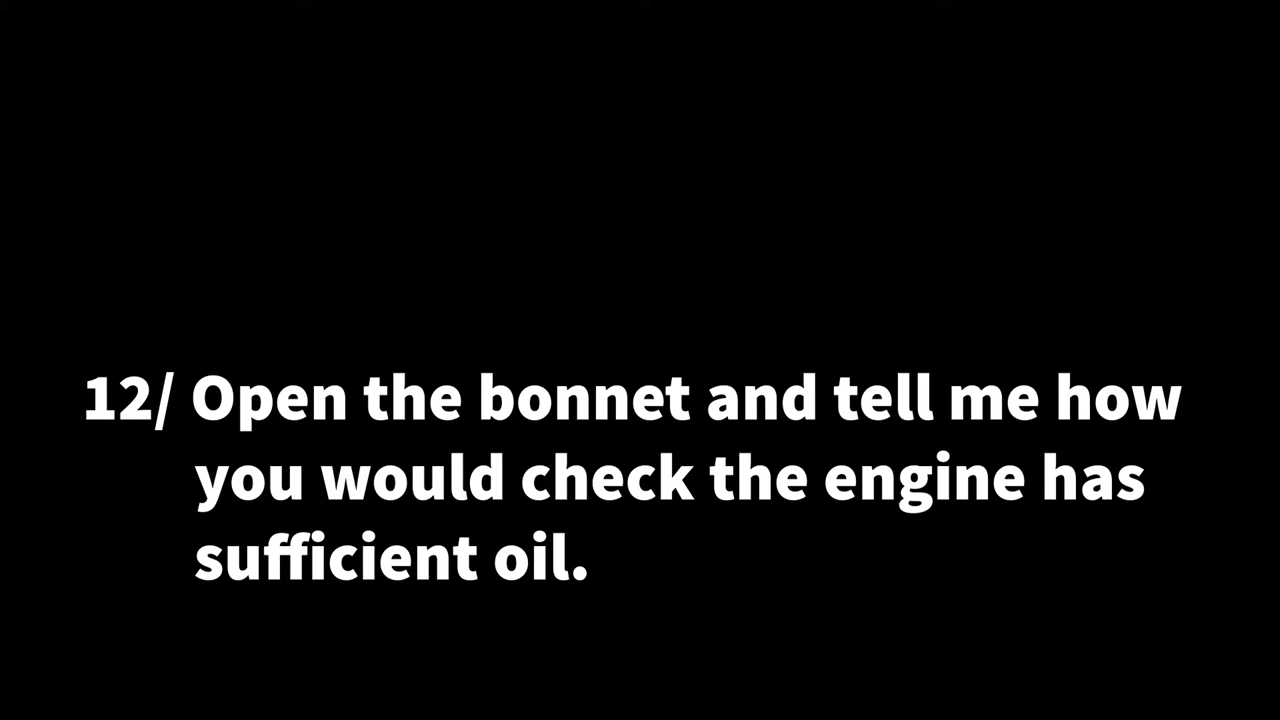 12/ Open the bonnet and tell me how
you would check the engine has
sufficient oil.